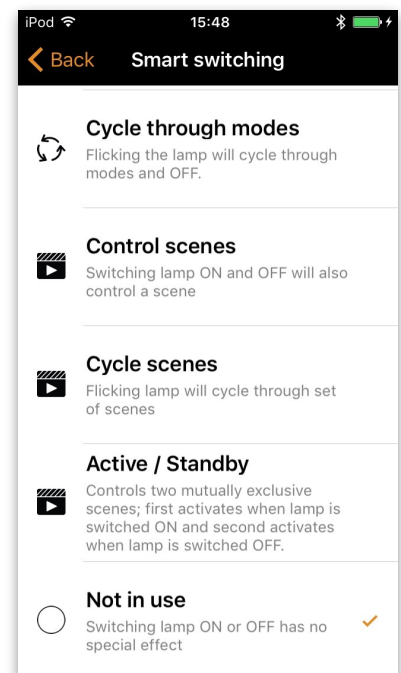 iPod 15:48
Back Smart switching
Cycle through modes
Flicking the lamp will cycle through
modes and OFF.
Control scenes
Switching lamp ON and OFF will also
control a scene
Cycle scenes
Flicking lamp will cycle through set
of scenes
Active / Standby
Controls two mutually exclusive
scenes; first activates when lamp is
switched ON and second activates
when lamp is switched OFF.
Not in use
Switching lamp ON or OFF has no
special effect